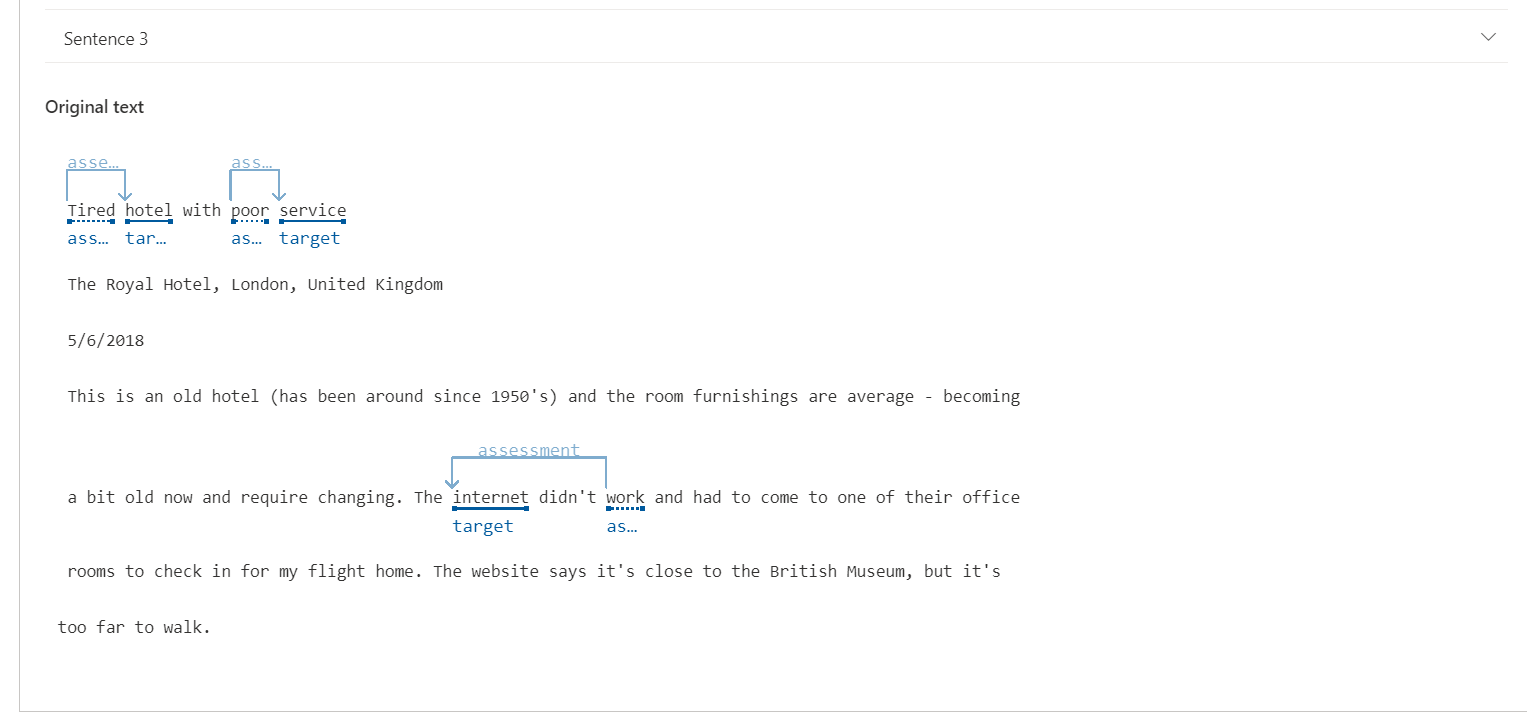 Sentence 3
Original text
asse… ass…
Tired hotel with poor service
ass… tar… as… target
The Royal Hotel, London, United Kingdom
5/6/2018
This is an old hotel (has been around since 1950's) and the room furnishings are average - becoming
assessment
a bit old now and require changing. The internet didn't work and had to come to one of their office
target as…
rooms to check in for my flight home. The website says it's close to the British Museum, but it's
too far to walk.